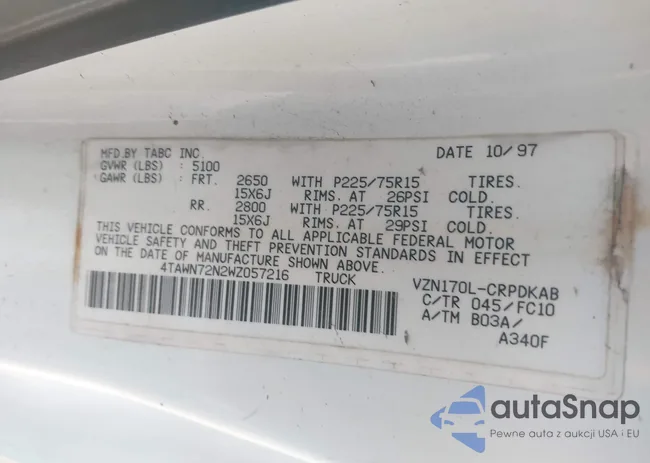 MFD.BY TABC INC. DATE 10/97
GVWR (LBS) : 5100
GAWR (LBS) : FRT. 2650 WITH P225/75R15 TIRES.
15X6J RIMS. AT 26PSI COLD.
RR. 2800 WITH P225/75R15 TIRES.
15X6J RIMS. AT 29PSI COLD.
THIS VEHICLE CONFORMS TO ALL APPLICABLE FEDERAL MOTOR
VEHICLE SAFETY AND THEFT PREVENTION STANDARDS IN EFFECT
ON THE DATE OF MANUFACTURE SHOWN ABOVE.
4TAWN72N2WZ057216 TRUCK VZN170L-CRPDKAB
C/TR 045/FC10
A/TM B03A/
A340F
autaSnap
Pewne auta z aukcji USA i EU